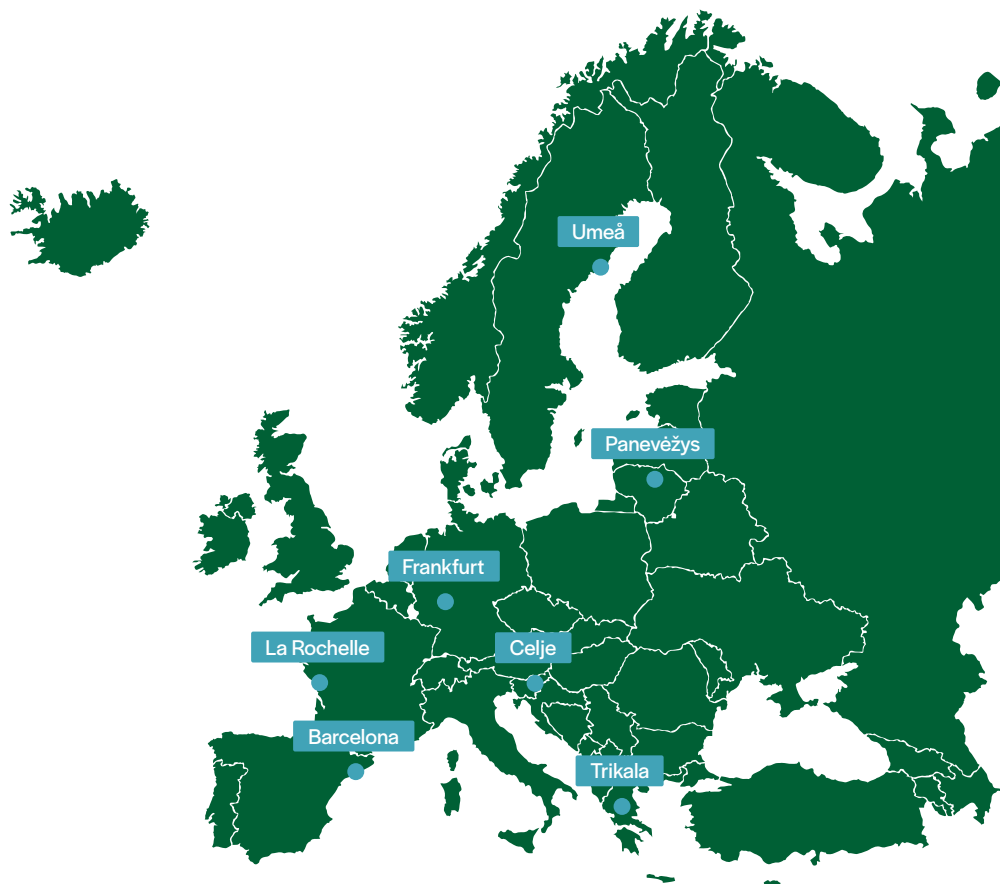 Umeå
Panevėžys
Frankfurt
La Rochelle
Celje
Barcelona
Trikala